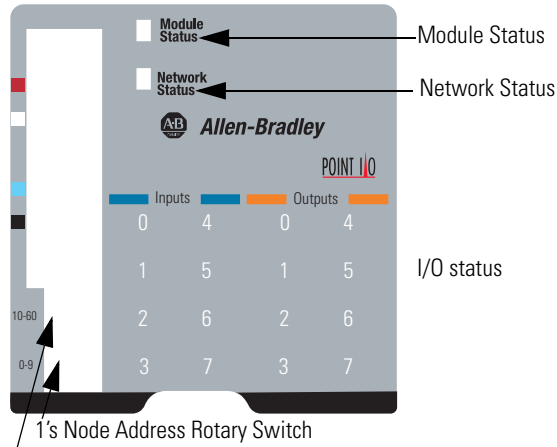 Module
Status
Module Status
Network
Status
Network Status
AB
Allen-Bradley
POINT I/O
Inputs Outputs
0 4 0 4
1 5 1 5
I/O status
10-60
2 6 2 6
0-9
3 7 3 7
1's Node Address Rotary Switch